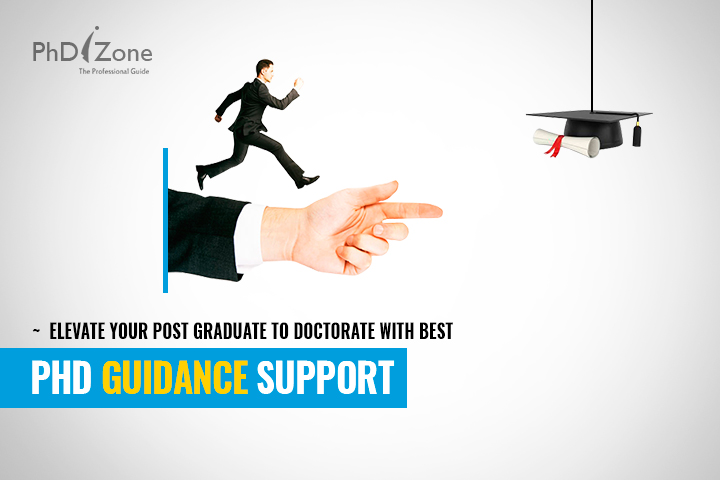 PhDiZone
The Professional Guide
~ ELEVATE YOUR POST GRADUATE TO DOCTORATE WITH BEST
PHD GUIDANCE SUPPORT